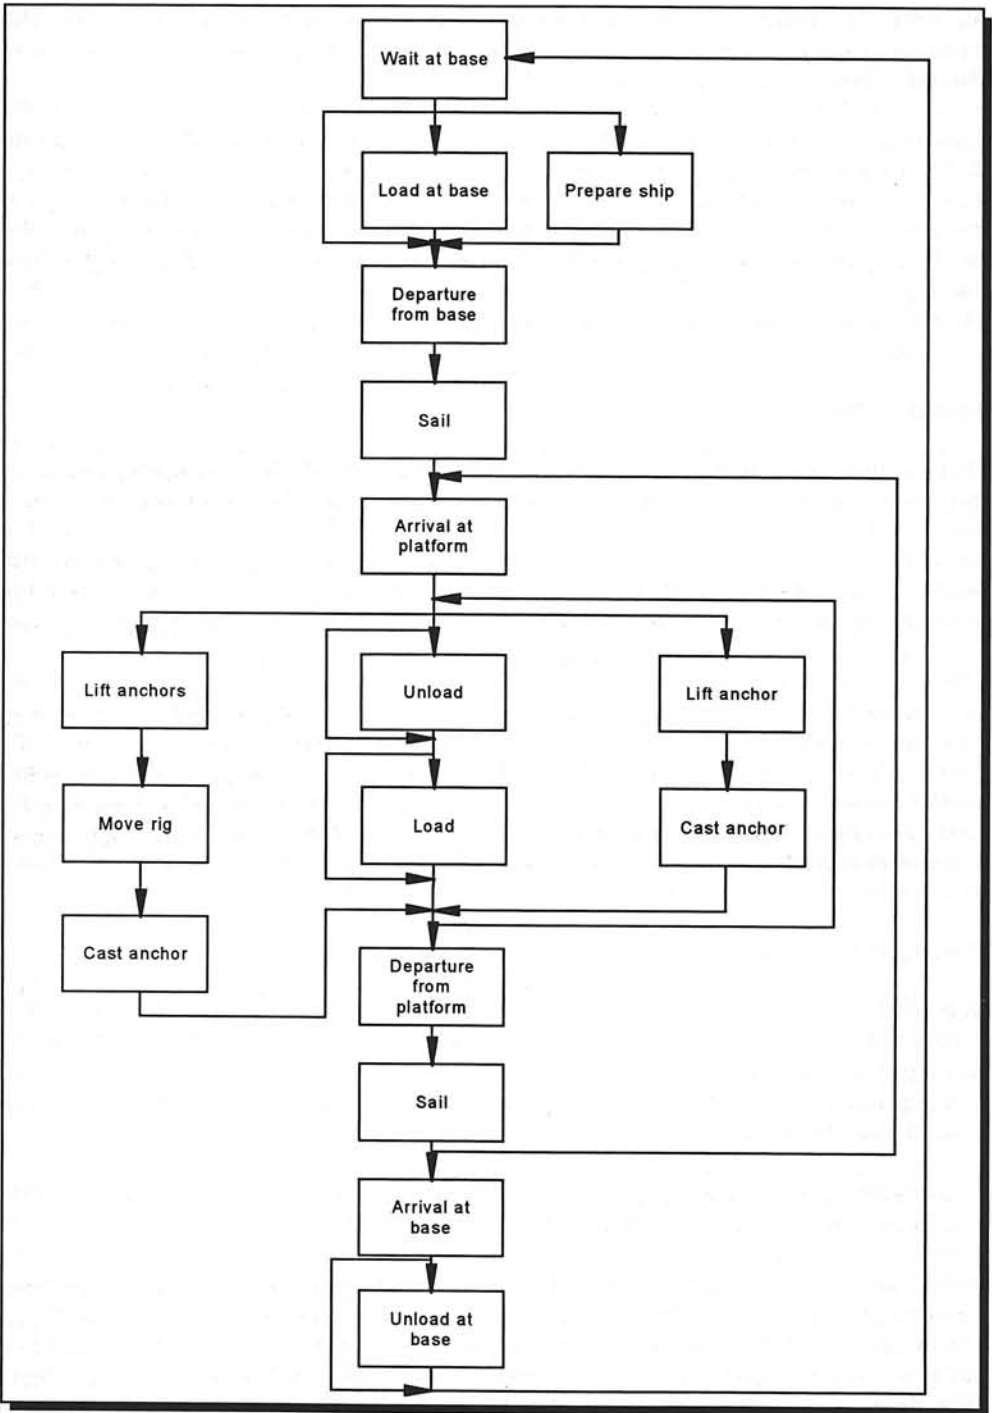 Wait at base
Load at base
Prepare ship
Departure
from base
Sail
Arrival at
platform
Lift anchors
Unload
Lift anchor
Move rig
Load
Cast anchor
Cast anchor
Departure
from
platform
Sail
Arrival at
base
Unload at
base